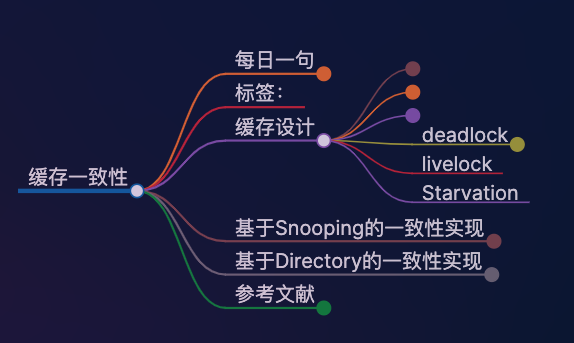 每日一句
标签：
缓存设计
deadlock
livelock
Starvation
缓存一致性
基于Snooping的一致性实现
基于Directory的一致性实现
参考文献